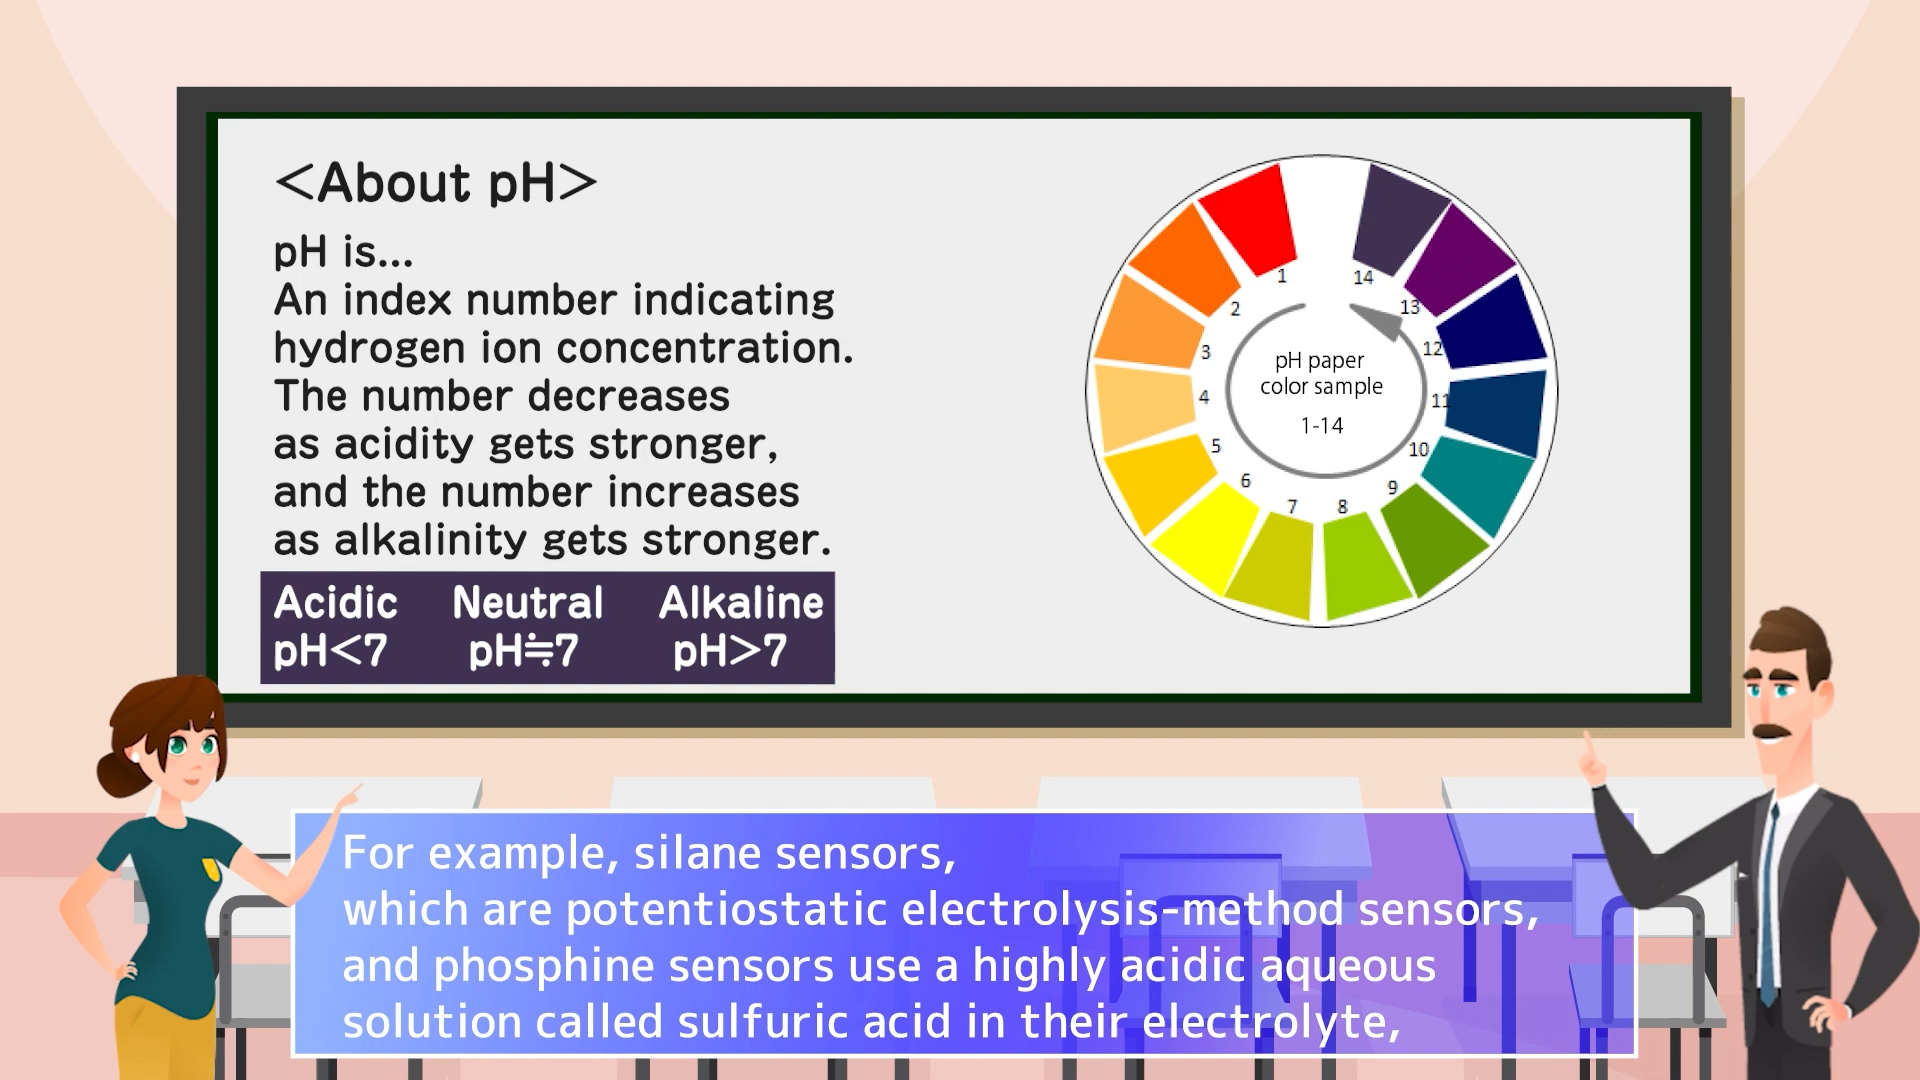 <About pH>
pH is...
An index number indicating
hydrogen ion concentration.
The number decreases
as acidity gets stronger,
and the number increases
as alkalinity gets stronger.
Acidic Neutral Alkaline
pH<7 pH≒7 pH>7
1
2
3
4
5
6
7
8
9
10
11
12
13
14
pH paper
color sample
1-14
For example, silane sensors,
which are potentiostatic electrolysis-method sensors,
and phosphine sensors use a highly acidic aqueous
solution called sulfuric acid in their electrolyte,